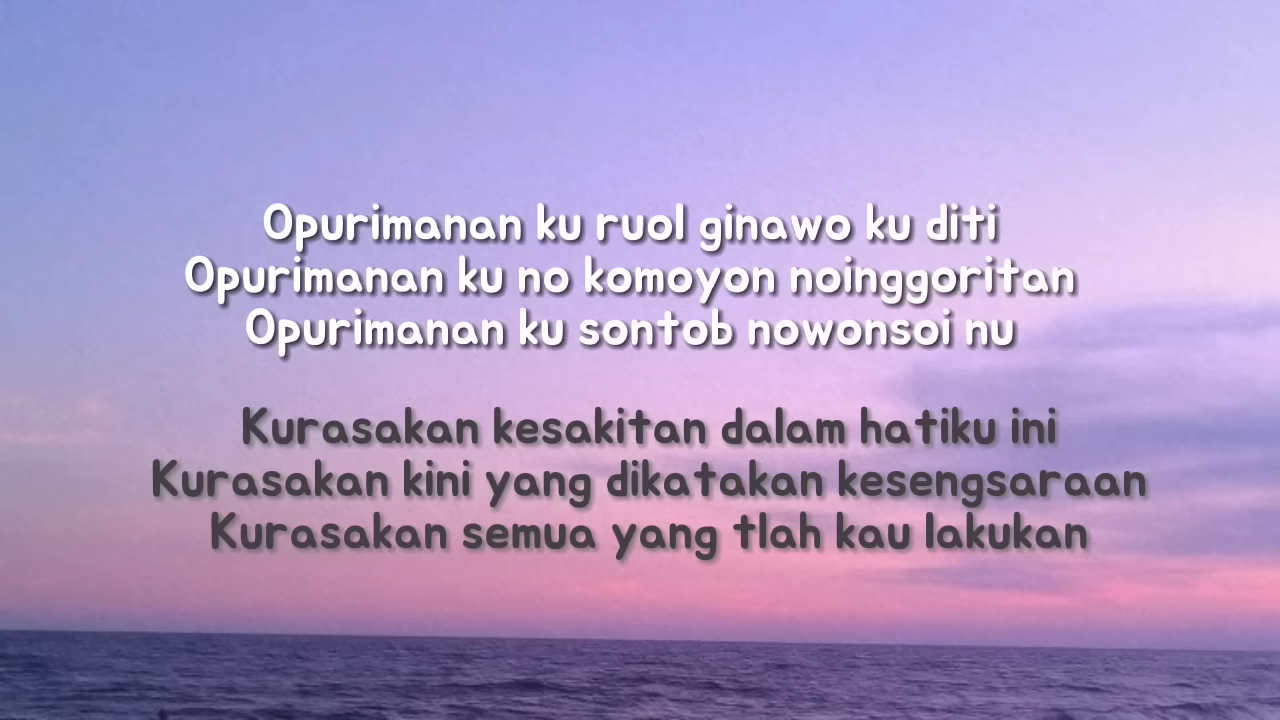 Opurimanan ku ruol ginawo ku diti
Opurimanan ku no komoyon noinggoritan
Opurimanan ku sontob nowonsoi nu
Kurasakan kesakitan dalam hatiku ini
Kurasakan kini yang dikatakan kesengsaraan
Kurasakan semua yang tlah kau lakukan